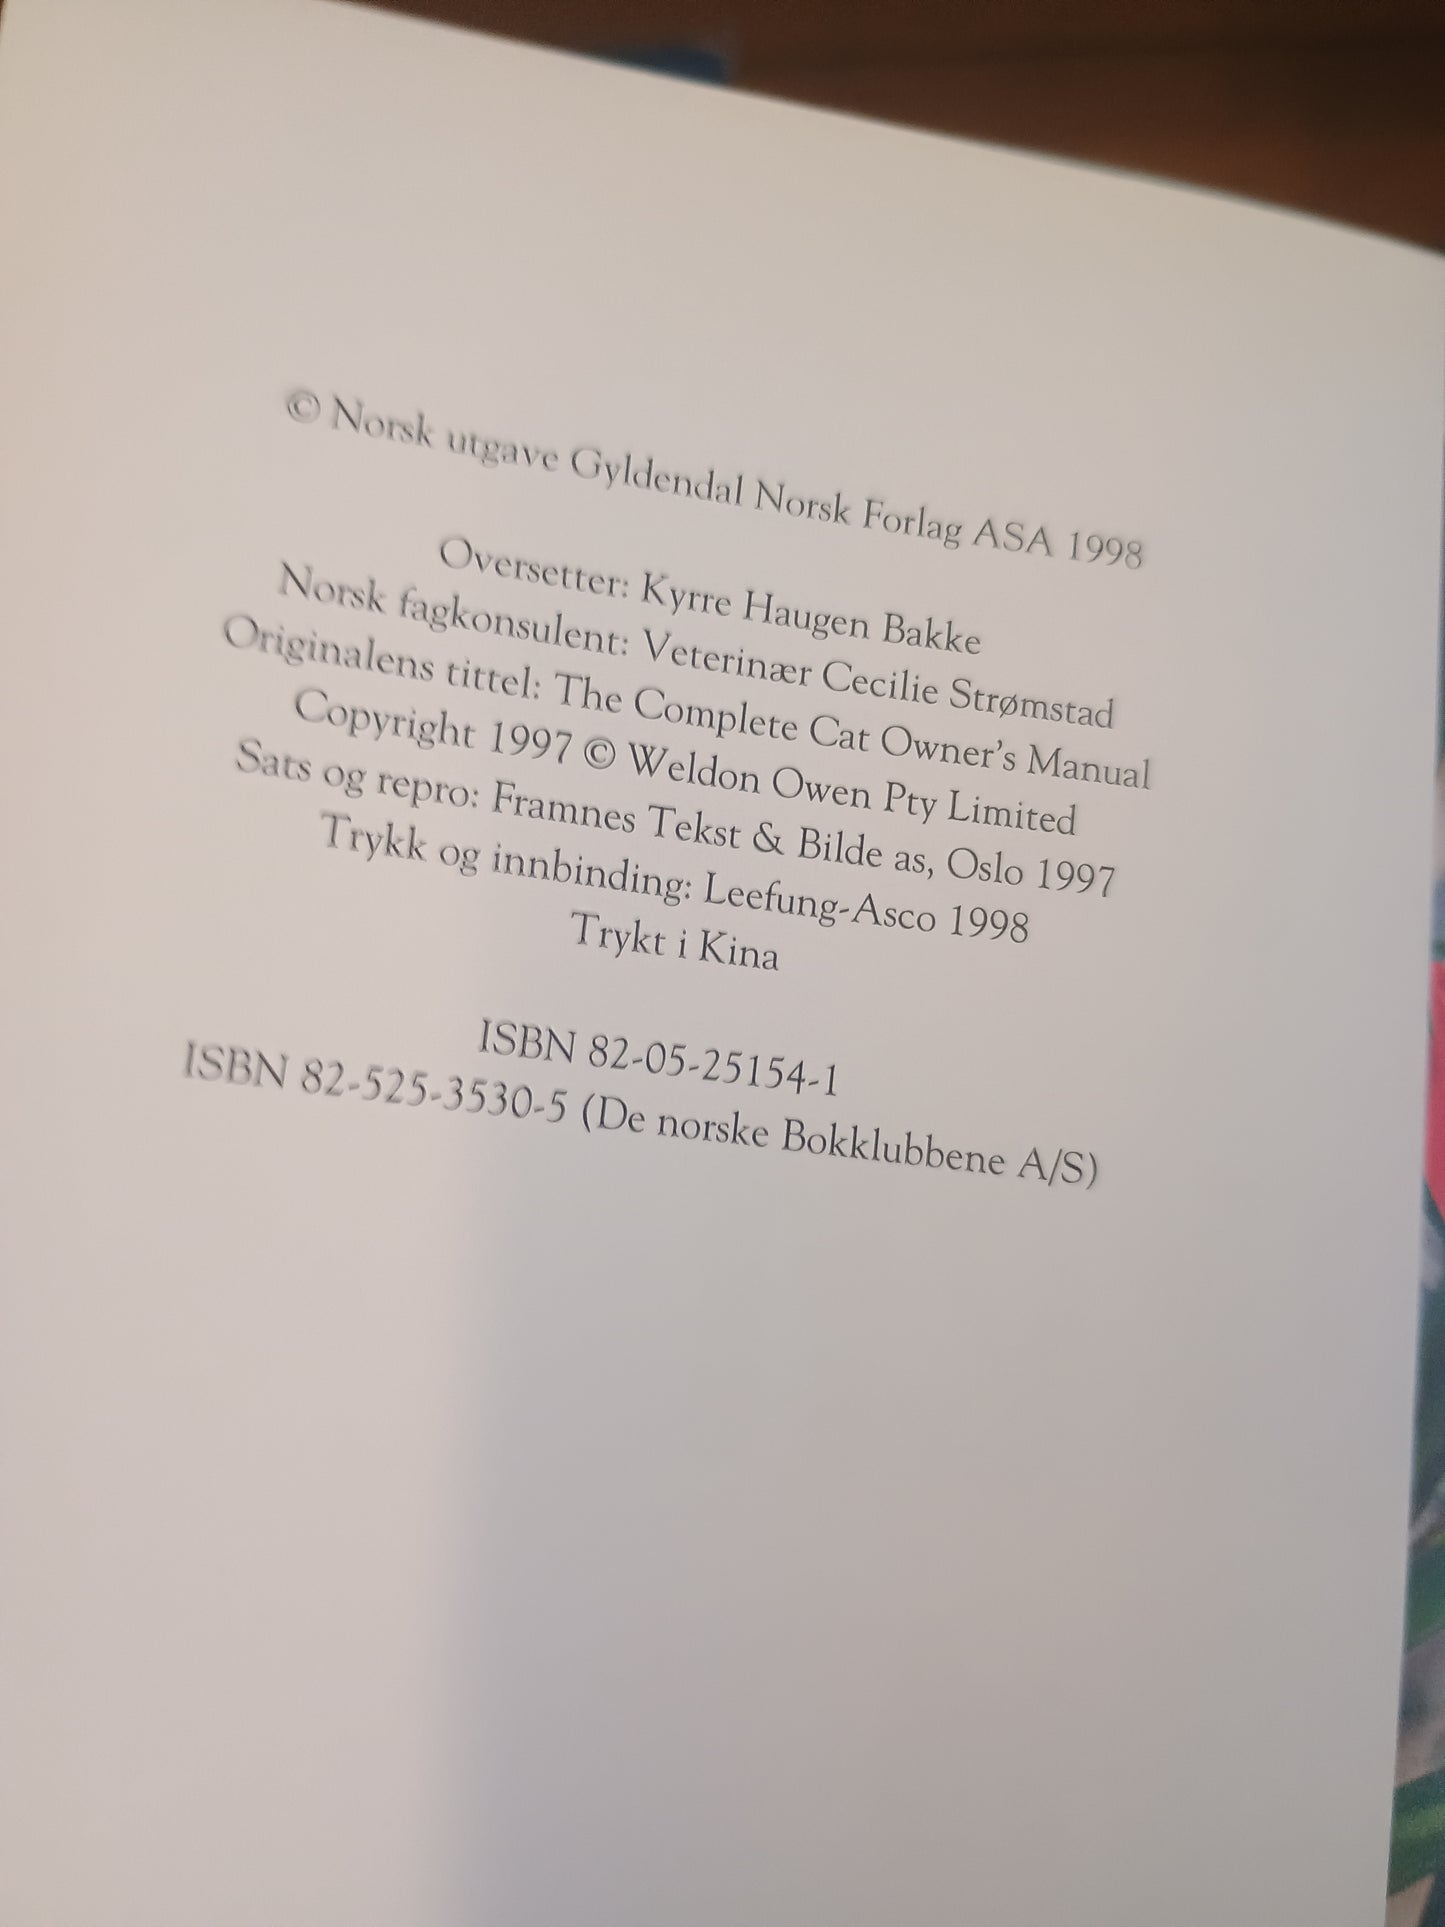 © Norsk utgave Gyldendal Norsk Forlag ASA 1998
Oversetter: Kyrre Haugen Bakke
Norsk fagkonsulent: Veterinær Cecilie Strømstad
Originalens tittel: The Complete Cat Owner’s Manual
Copyright 1997 © Weldon Owen Pty Limited
Sats og repro: Framnes Tekst & Bilde as, Oslo 1997
Trykk og innbinding: Leefung-Asco 1998
Trykt i Kina
ISBN 82-05-25154-1
ISBN 82-525-3530-5 (De norske Bokklubbene A/S)